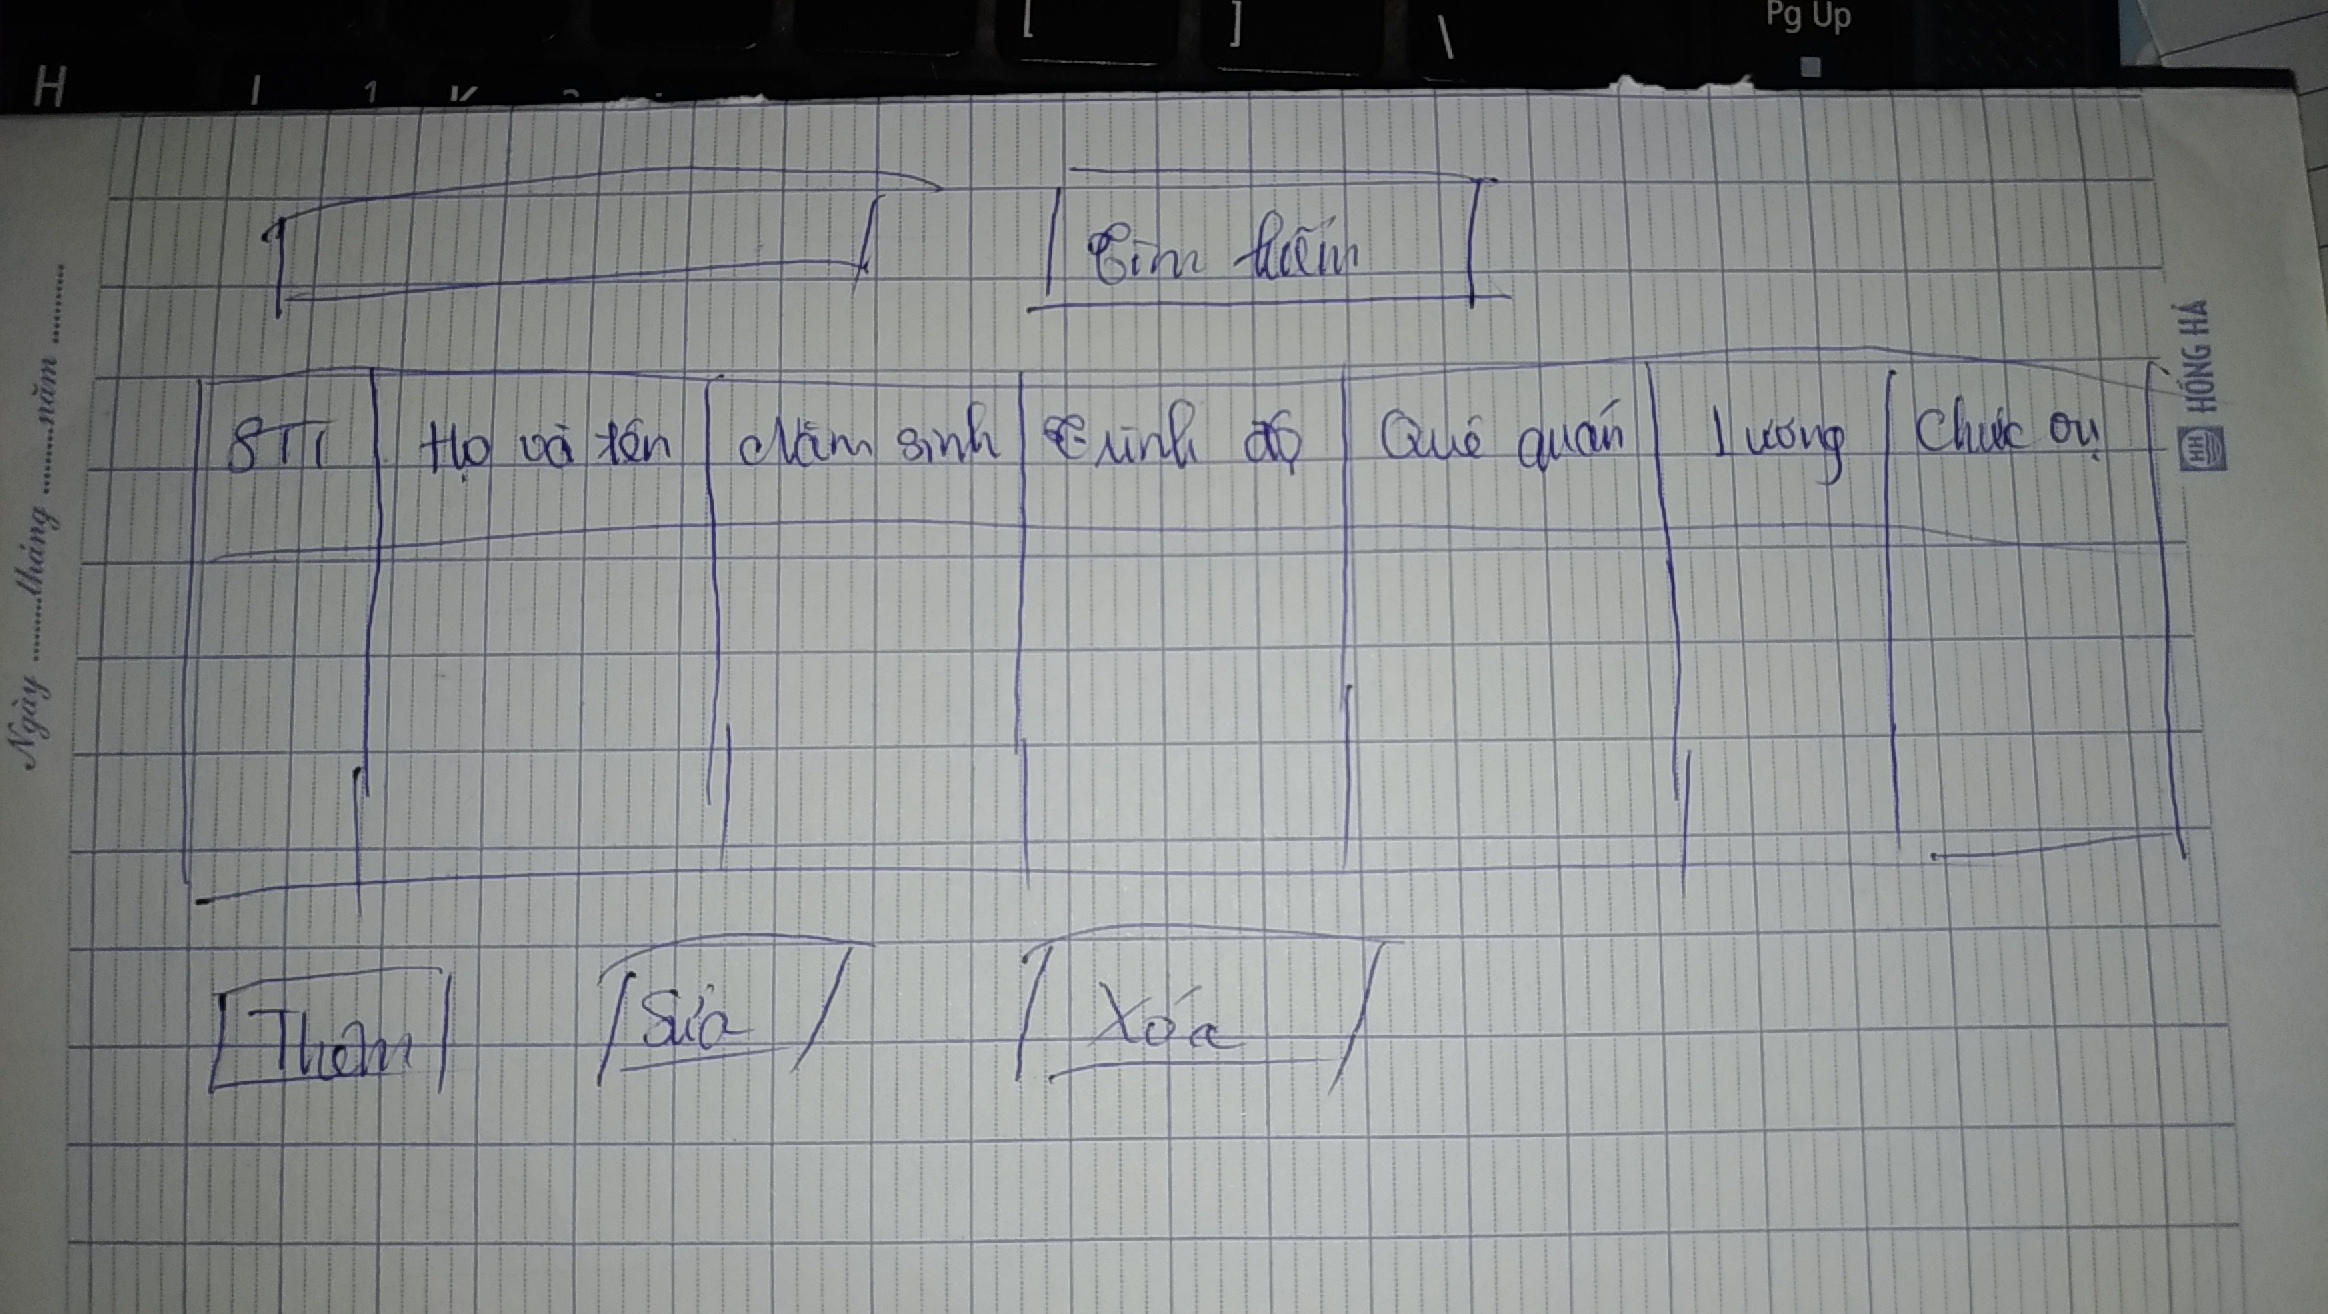 [ ] \ Pg Up
H
Tìm kiếm
STT Họ và tên Năm sinh Trình độ Quê quán Lương Chức vụ
Thêm Sửa Xóa
Ngày ..........tháng ..........năm ..........
HỒNG HÀ
HH